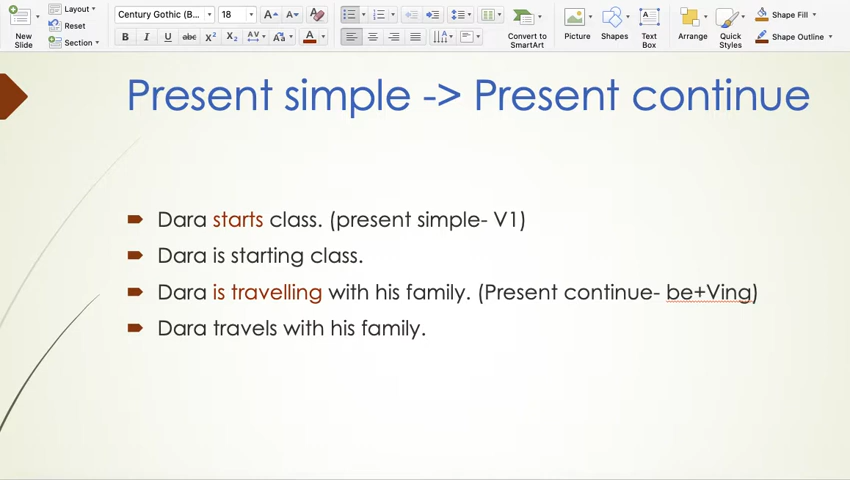 Layout
Century Gothic (B...
18
A
A
Shape Fill
Reset
New
Slide
Section
B
I
U
abc
X²
X₂
AV
Aa
A
Convert to
SmartArt
Picture
Shapes
Text
Box
Arrange
Quick
Styles
Shape Outline
Present simple -> Present continue
Dara starts class. (present simple- V1)
Dara is starting class.
Dara is travelling with his family. (Present continue- be+Ving)
Dara travels with his family.